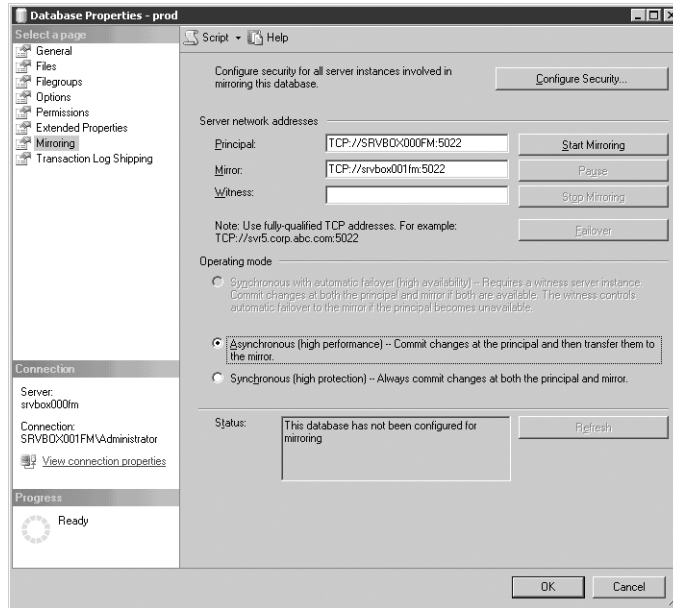 Database Properties - prod
Select a page
General
Files
Filegroups
Options
Permissions
Extended Properties
Mirroring
Transaction Log Shipping
Connection
Server:
srvbox000fm
Connection:
SRVBOX001FM\Administrator
View connection properties
Progress
Ready
Script
Help
Configure security for all server instances involved in
mirroring this database.
Configure Security...
Server network addresses
Principal:
TCP://SRVBOX000FM:5022
Start Mirroring
Mirror:
TCP://srvbox001fm:5022
Pause
Witness:
Stop Mirroring
Note: Use fully-qualified TCP addresses. For example:
TCP://svr5.corp.abc.com:5022
Failover
Operating mode
Synchronous with automatic failover (high availability) -- Requires a witness server instance.
Commit changes at both the principal and mirror if both are available. The witness controls
automatic failover to the mirror if the principal becomes unavailable.
Asynchronous (high performance) -- Commit changes at the principal and then transfer them to
the mirror.
Synchronous (high protection) -- Always commit changes at both the principal and mirror.
Status:
This database has not been configured for
mirroring
Refresh
OK
Cancel